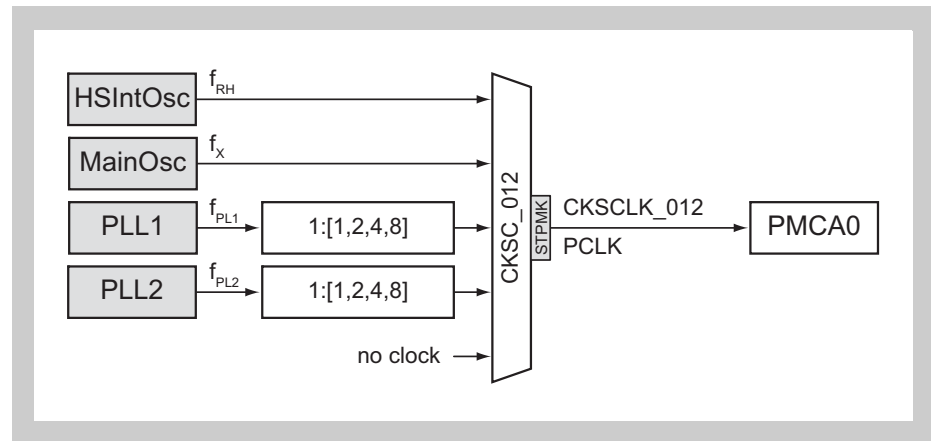 HSIntOsc
f_RH
MainOsc
f_X
PLL1
f_PL1
1:[1,2,4,8]
PLL2
f_PL2
1:[1,2,4,8]
no clock
CKSC_012
STPMK
CKSCLK_012
PCLK
PMCA0